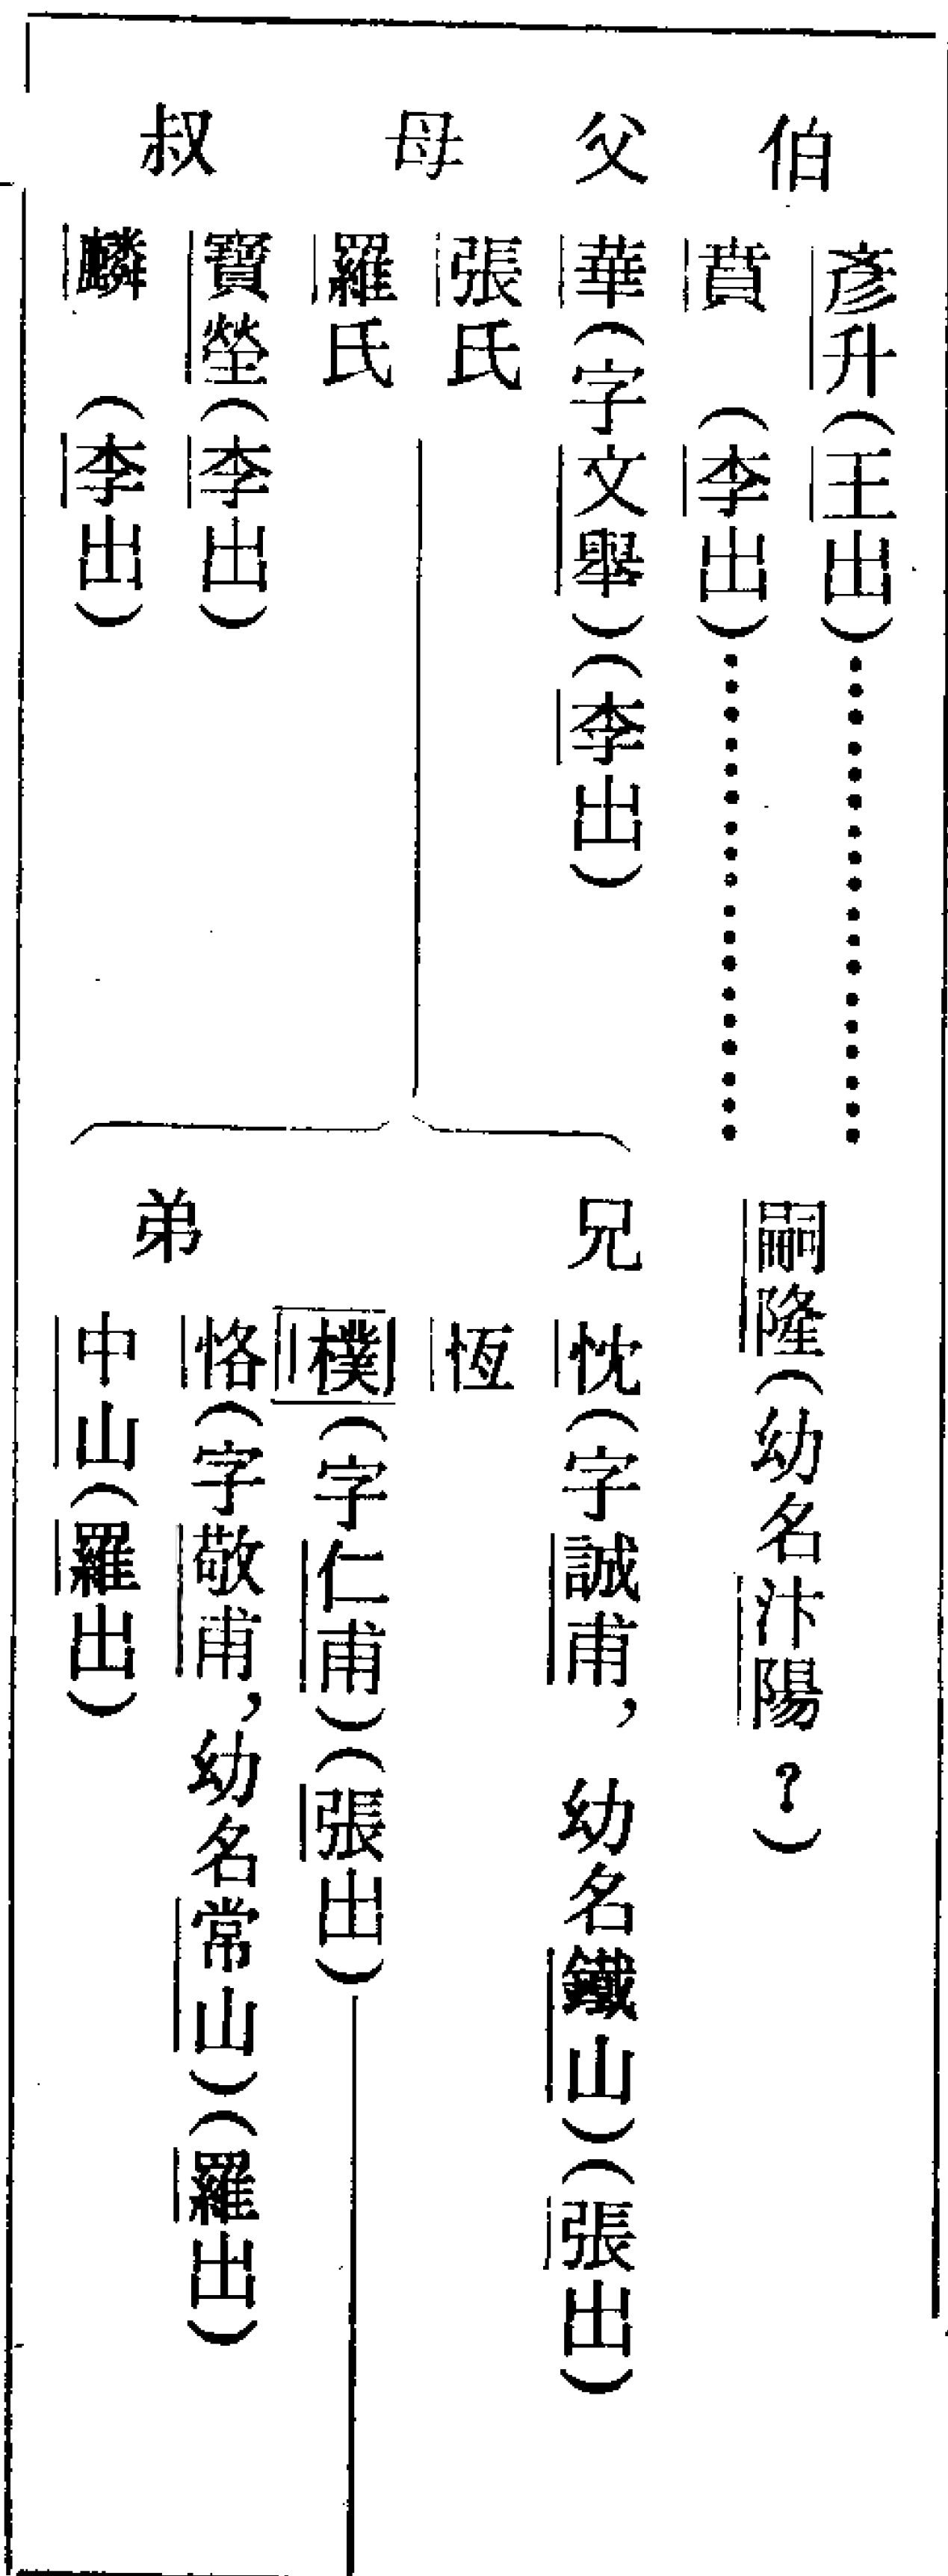 伯
彥升(王出)
賁　(李出)
父
華(字文舉)(李出)
母
張氏
羅氏
叔
寶瑩(李出)
麟　(李出)
嗣隆(幼名汴陽?)
兄
忱(字誠甫，幼名鐵山)(張出)
恆
樸(字仁甫)(張出)
弟
恪(字敬甫，幼名常山)(羅出)
中山(羅出)